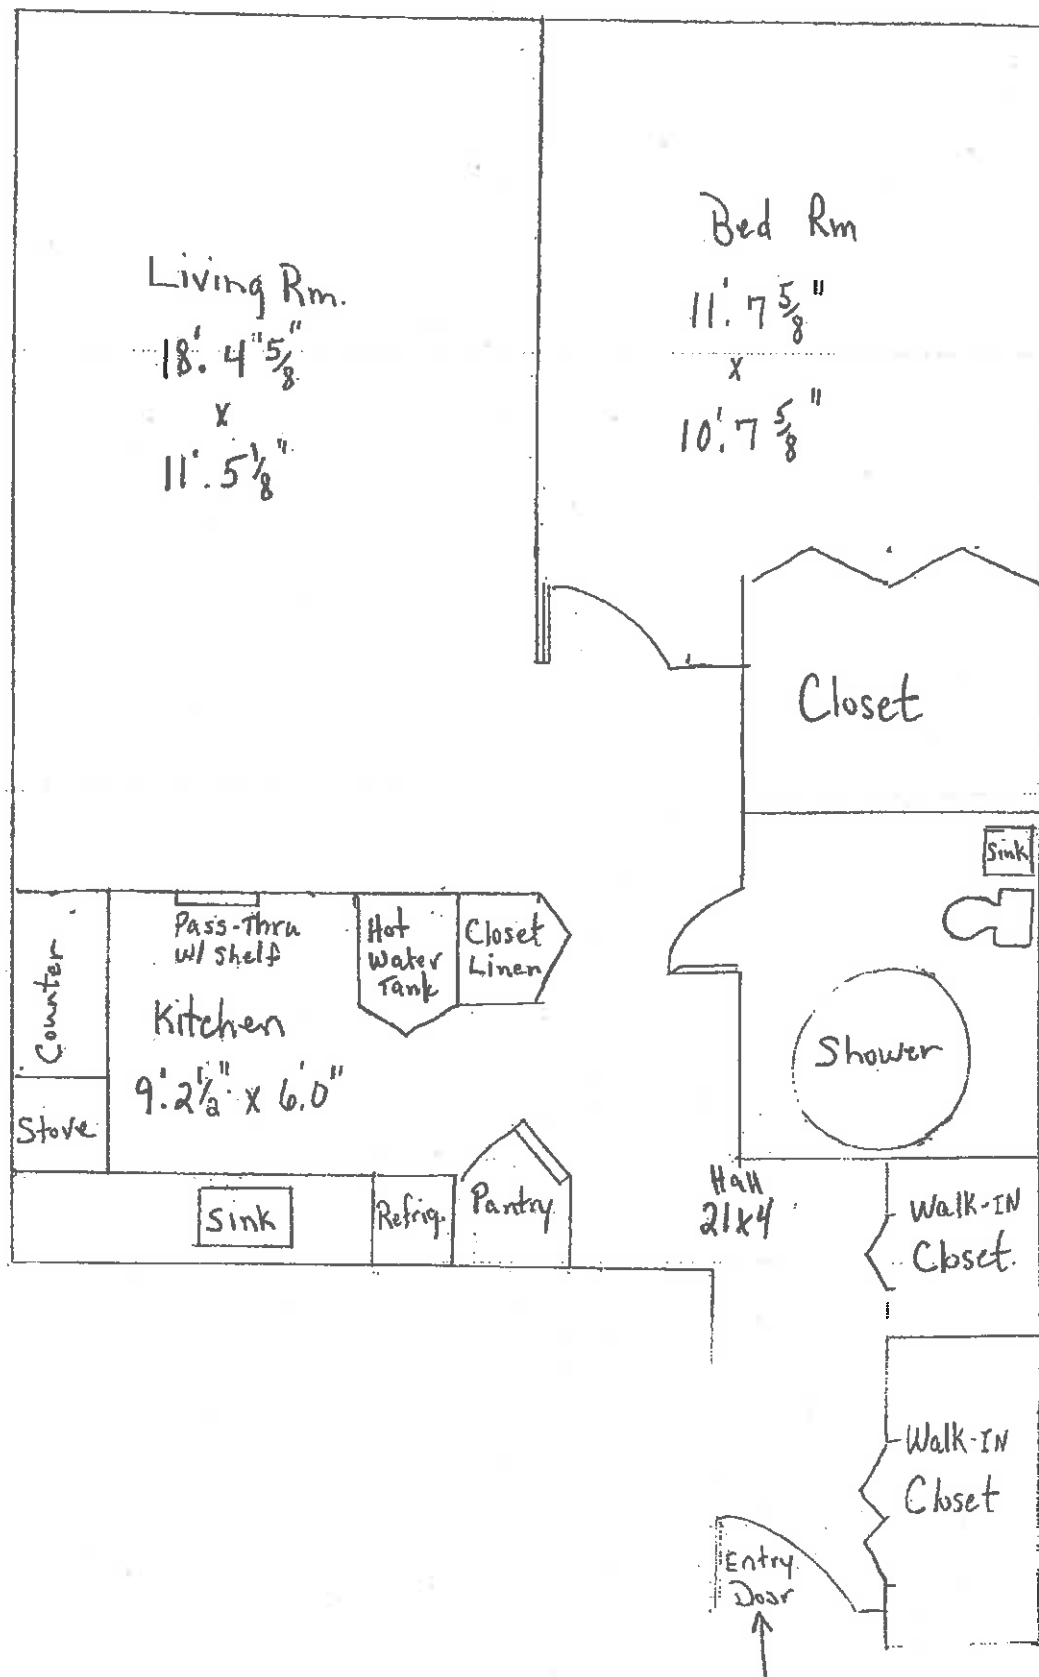 Living Rm.
18'. 4" 5/8"
x
11'. 5 1/8"
Bed Rm
11'. 7 5/8"
x
10'. 7 5/8"
Closet
Sink
Pass-Thru
w/ Shelf
Hot
Water
Tank
Closet
Linen
Counter
Kitchen
9'. 2 1/2" x 6'. 0"
Shower
Stove
Sink
Refrig.
Pantry
Hall
21x4
Walk-IN
Closet.
Walk-IN
Closet
Entry
Door